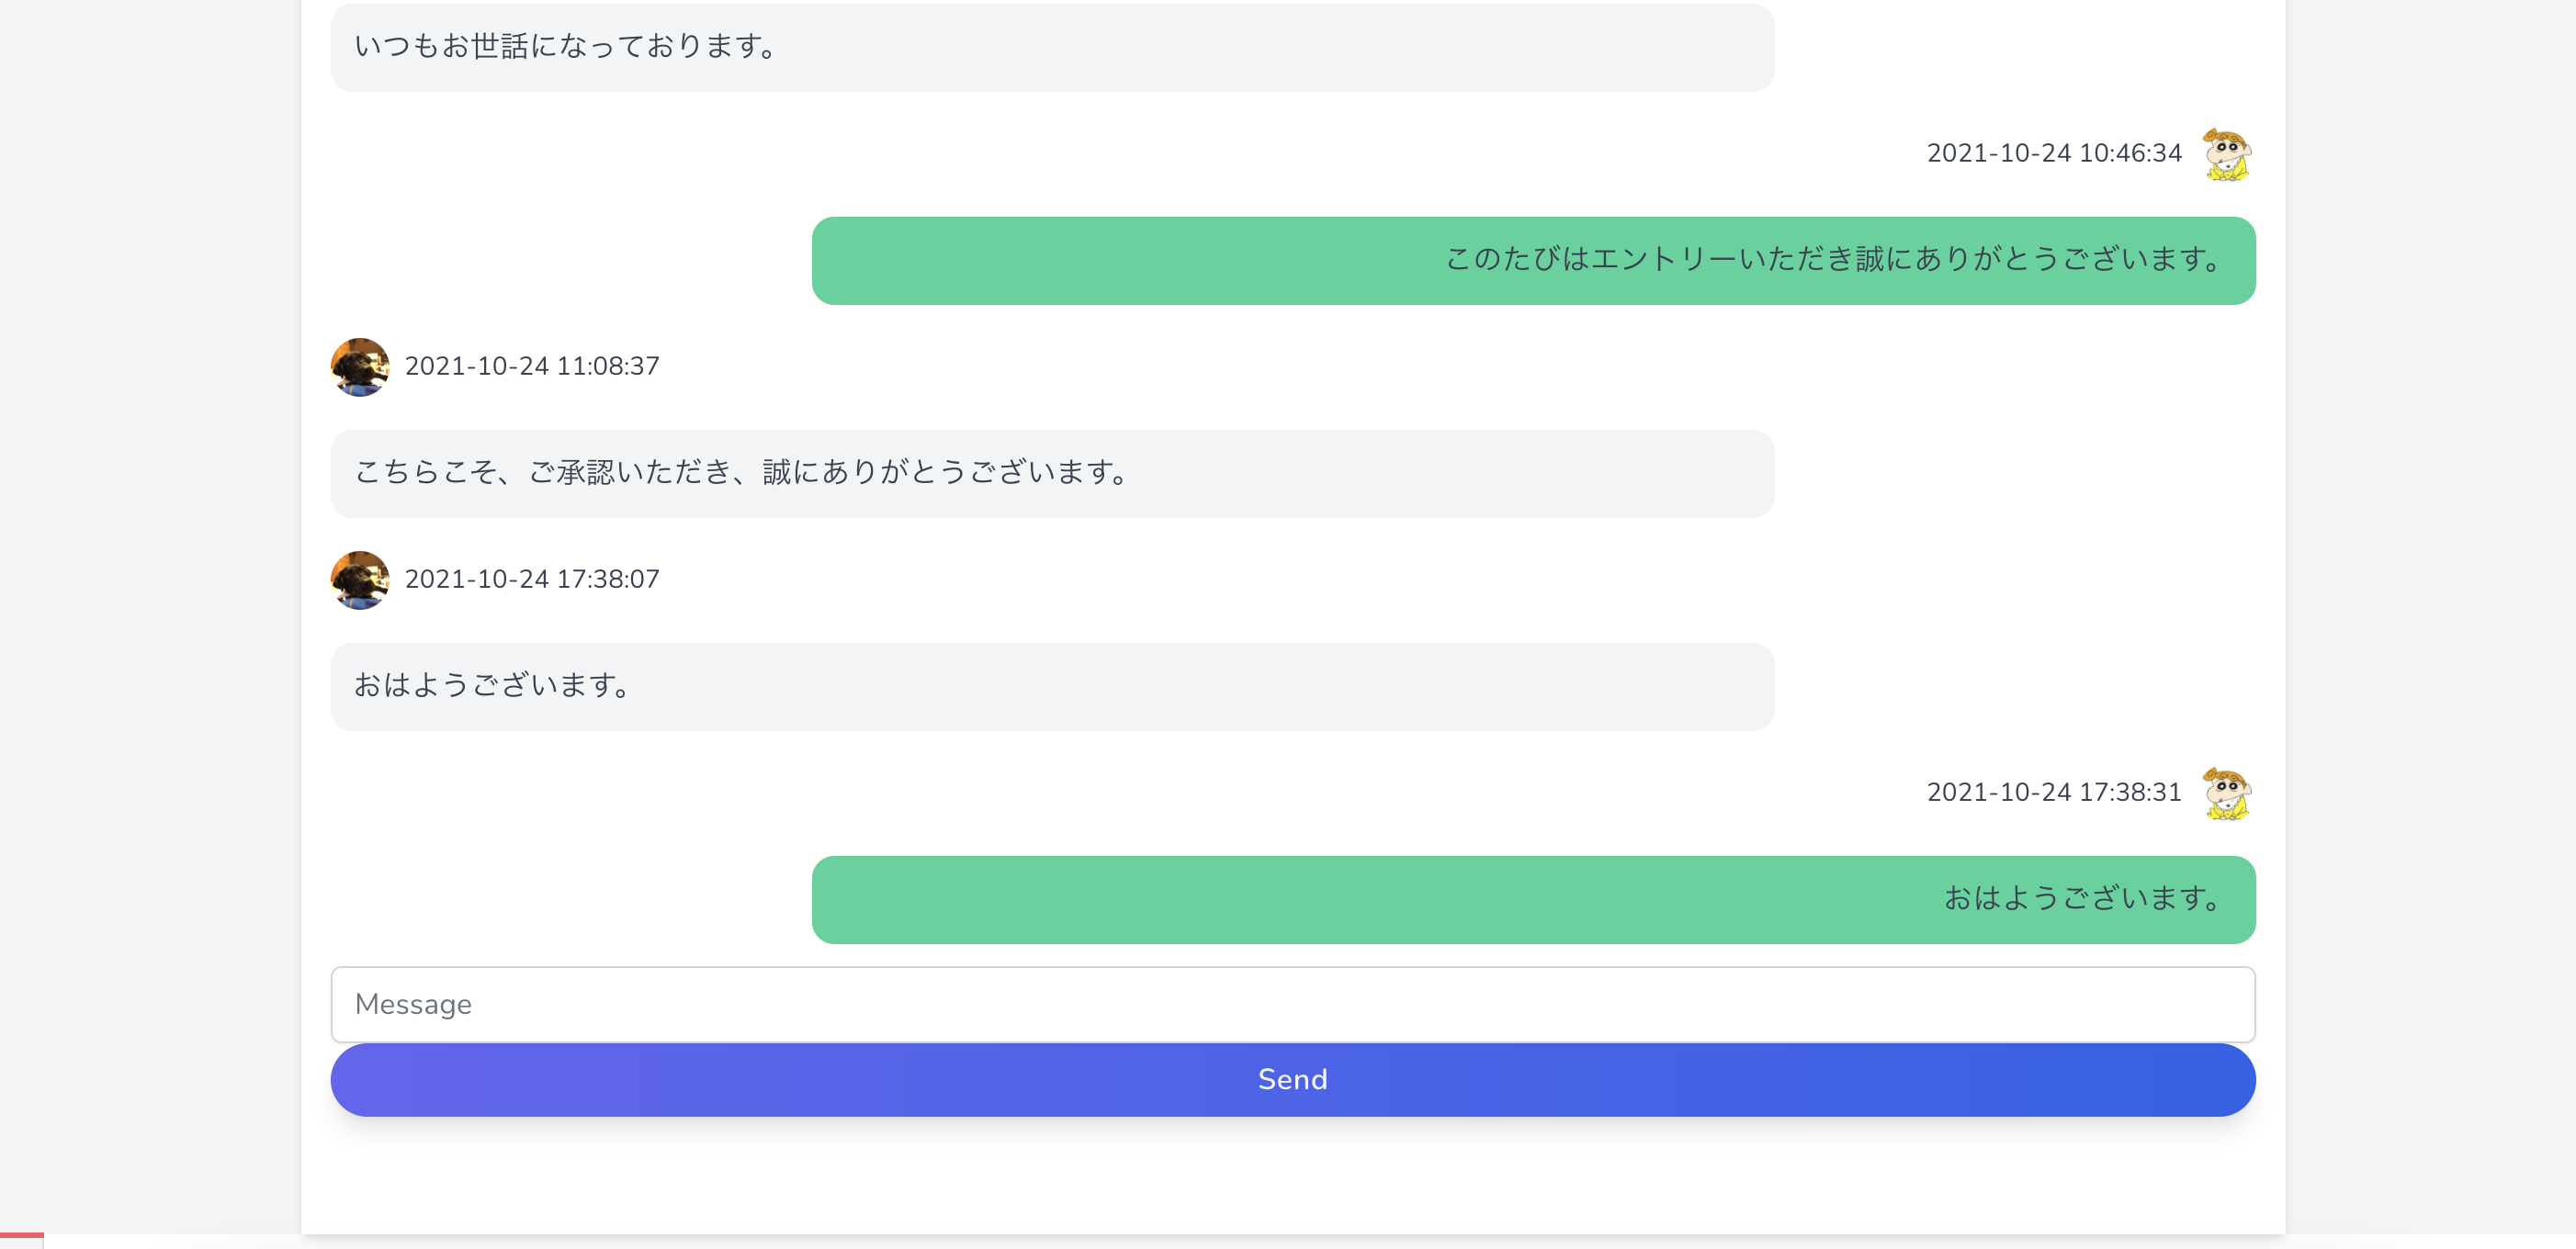 いつもお世話になっております。
2021-10-24 10:46:34
このたびはエントリーいただき誠にありがとうございます。
2021-10-24 11:08:37
こちらこそ、ご承認いただき、誠にありがとうございます。
2021-10-24 17:38:07
おはようございます。
2021-10-24 17:38:31
おはようございます。
Message
Send